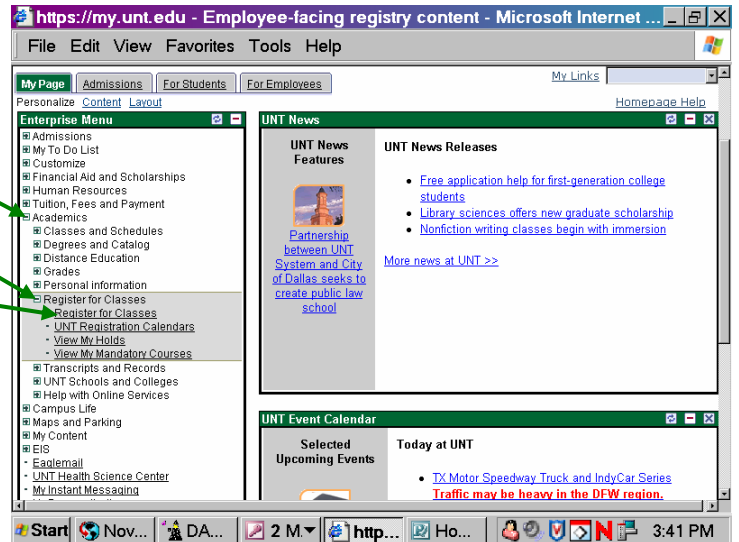 https://my.unt.edu - Employee-facing registry content - Microsoft Internet ...
File Edit View Favorites Tools Help
My Page Admissions For Students For Employees
My Links
Personalize Content Layout
Homepage Help
Enterprise Menu
Admissions
My To Do List
Customize
Financial Aid and Scholarships
Human Resources
Tuition, Fees and Payment
Academics
Classes and Schedules
Degrees and Catalog
Distance Education
Grades
Personal information
Register for Classes
Register for Classes
UNT Registration Calendars
View My Holds
View My Mandatory Courses
Transcripts and Records
UNT Schools and Colleges
Help with Online Services
Campus Life
Maps and Parking
My Content
EIS
Eaglemail
UNT Health Science Center
My Instant Messaging
UNT News
UNT News
Features
Partnership
between UNT
System and City
of Dallas seeks to
create public law
school
UNT News Releases
Free application help for first-generation college
students
Library sciences offers new graduate scholarship
Nonfiction writing classes begin with immersion
More news at UNT >>
UNT Event Calendar
Selected
Upcoming Events
Today at UNT
TX Motor Speedway Truck and IndyCar Series
Traffic may be heavy in the DFW region.
Start Nov... DA... 2 M. http... Ho... 3:41 PM